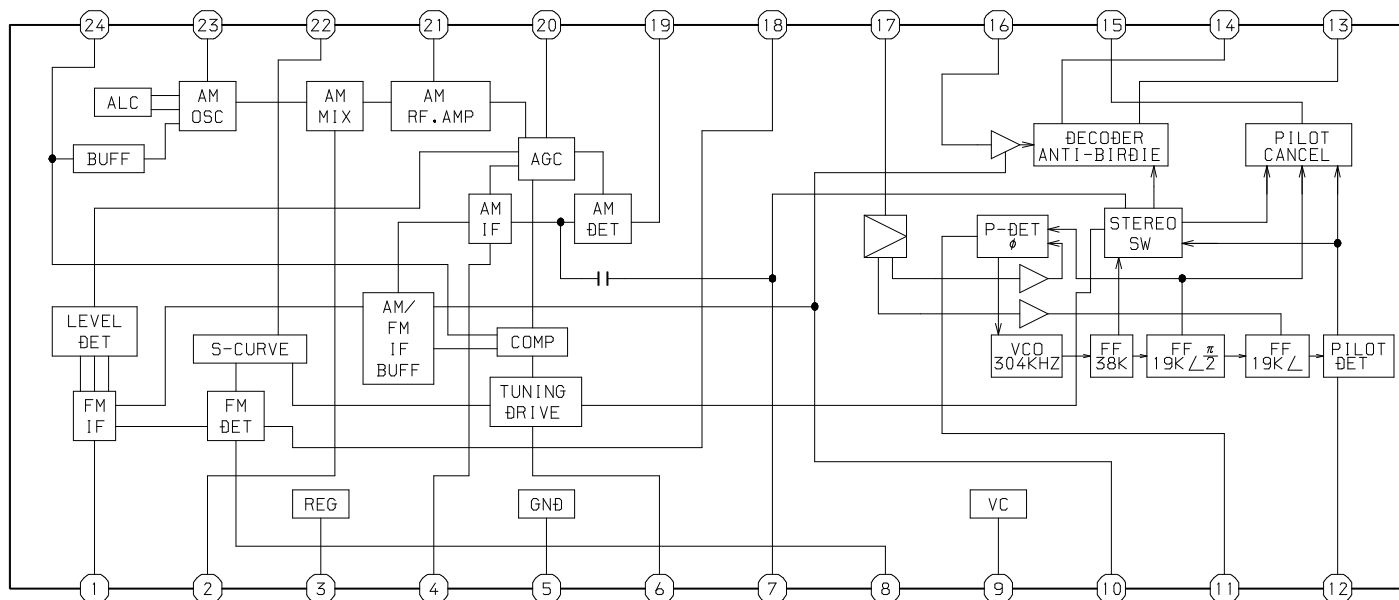 24 23 22 21 20 19 18 17 16 15 14 13
ALC
AM
OSC
AM
MIX
AM
RF.AMP
BUFF
AGC
DECODER
ANTI-BIRDIE
PILOT
CANCEL
AM
IF
AM
DET
P-DET
ø
STEREO
SW
LEVEL
DET
S-CURVE
AM/
FM
IF
BUFF
COMP
VCO
304KHZ
FF
38K
FF
19K∠π/2
FF
19K∠
PILOT
DET
FM
IF
FM
DET
TUNING
DRIVE
REG
GND
VC
1 2 3 4 5 6 7 8 9 10 11 12